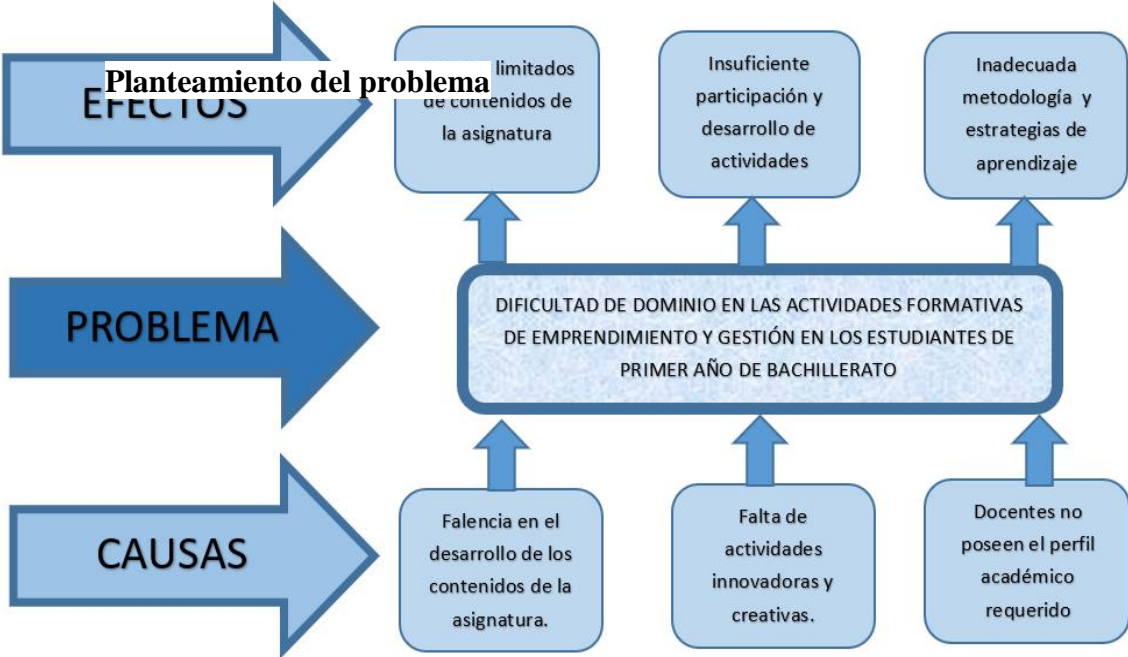 Planteamiento del problema
EFECTOS
limitados
de contenidos de
la asignatura
Insuficiente
participación y
desarrollo de
actividades
Inadecuada
metodología y
estrategias de
aprendizaje
PROBLEMA
DIFICULTAD DE DOMINIO EN LAS ACTIVIDADES FORMATIVAS
DE EMPRENDIMIENTO Y GESTIÓN EN LOS ESTUDIANTES DE
PRIMER AÑO DE BACHILLERATO
CAUSAS
Falencia en el
desarrollo de los
contenidos de la
asignatura.
Falta de
actividades
innovadoras y
creativas.
Docentes no
poseen el perfil
académico
requerido